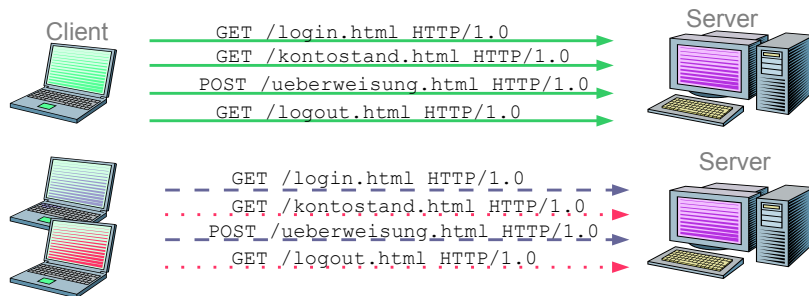 Client
Server
GET /login.html HTTP/1.0
GET /kontostand.html HTTP/1.0
POST /ueberweisung.html HTTP/1.0
GET /logout.html HTTP/1.0
Server
GET /login.html HTTP/1.0
GET /kontostand.html HTTP/1.0
POST /ueberweisung.html HTTP/1.0
GET /logout.html HTTP/1.0